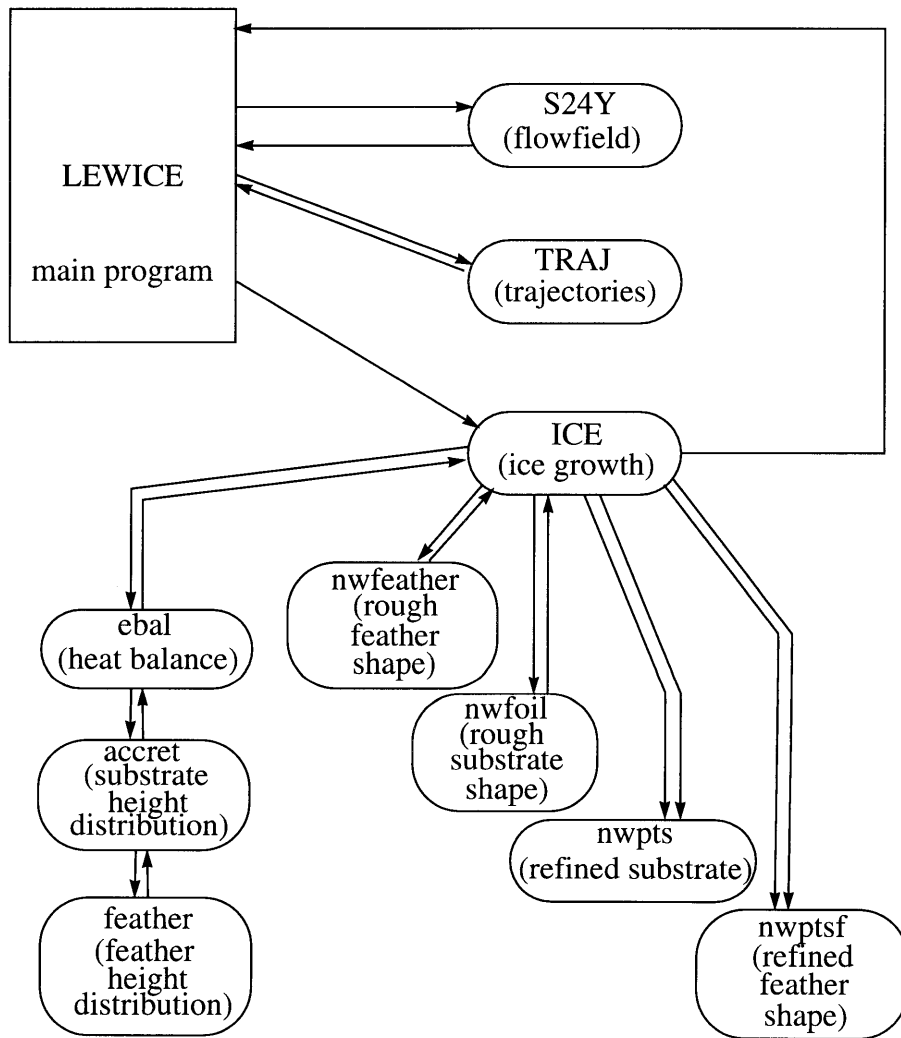 LEWICE
main program
S24Y
(flowfield)
TRAJ
(trajectories)
ICE
(ice growth)
nwfeather
(rough
feather
shape)
ebal
(heat balance)
nwfoil
(rough
substrate
shape)
accret
(substrate
height
distribution)
nwpts
(refined substrate)
feather
(feather
height
distribution)
nwptsf
(refined
feather
shape)